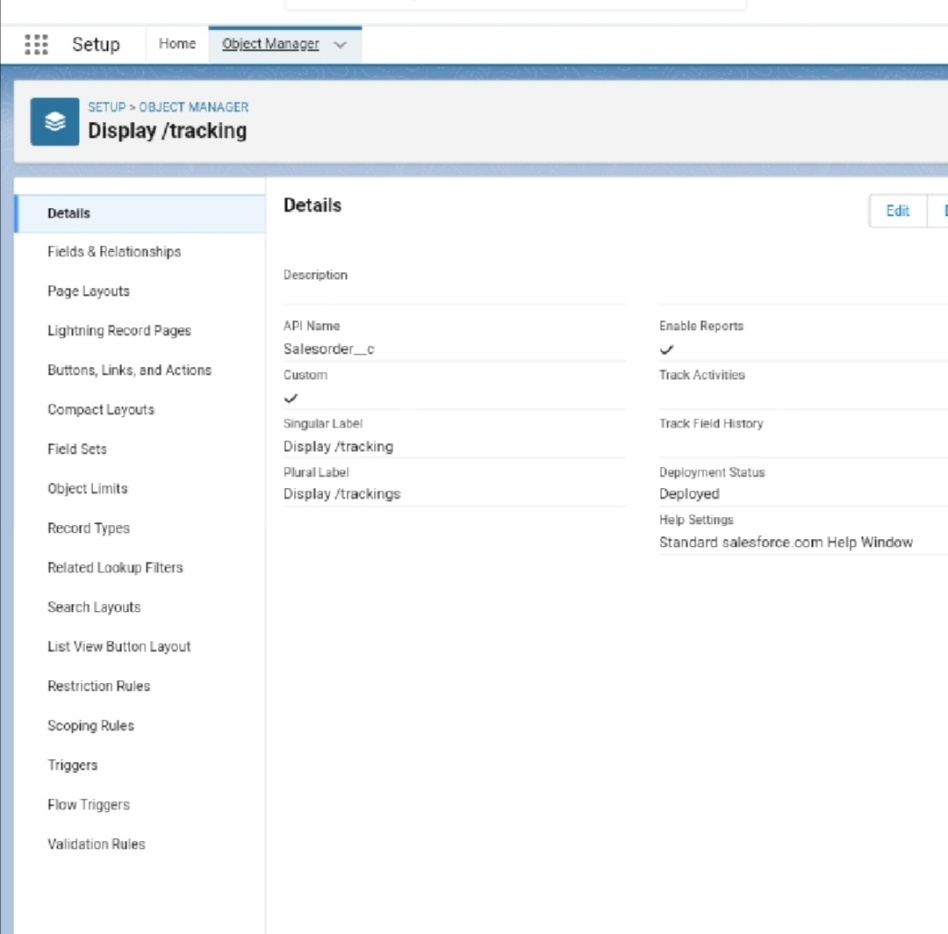 Setup
Home
Object Manager
SETUP > OBJECT MANAGER
Display /tracking
Details
Fields & Relationships
Page Layouts
Lightning Record Pages
Buttons, Links, and Actions
Compact Layouts
Field Sets
Object Limits
Record Types
Related Lookup Filters
Search Layouts
List View Button Layout
Restriction Rules
Scoping Rules
Triggers
Flow Triggers
Validation Rules
Details
Edit
Description
API Name
Salesorder__c
Custom
Singular Label
Display /tracking
Plural Label
Display /trackings
Enable Reports
Track Activities
Track Field History
Deployment Status
Deployed
Help Settings
Standard salesforce.com Help Window